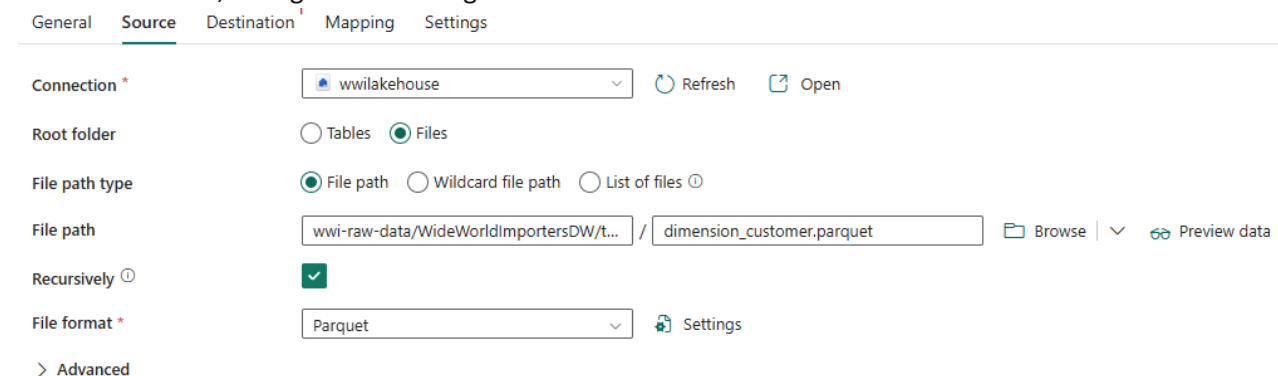 General Source Destination Mapping Settings
Connection * wwilakehouse Refresh Open
Root folder Tables Files
File path type File path Wildcard file path List of files
File path wwi-raw-data/WideWorldImportersDW/t... / dimension_customer.parquet Browse Preview data
Recursively
File format * Parquet Settings
Advanced